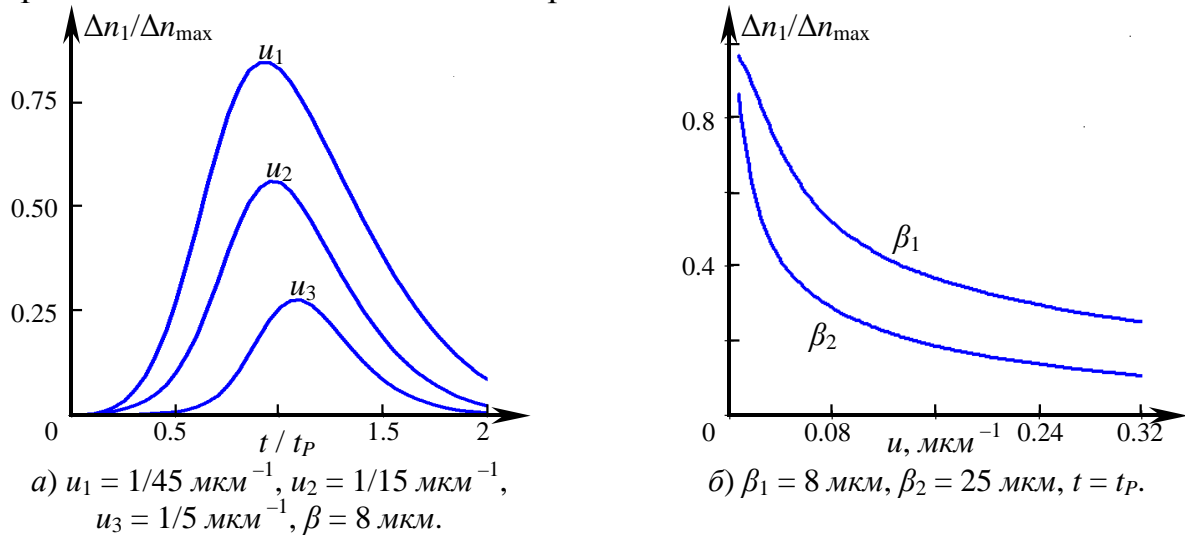 Δn₁/Δnmax
u₁
0.75
u₂
0.50
u₃
0.25
0
0.5
t / tP
1.5
2
а) u₁ = 1/45 мкм⁻¹, u₂ = 1/15 мкм⁻¹,
u₃ = 1/5 мкм⁻¹, β = 8 мкм.
Δn₁/Δnmax
0.8
β₁
0.4
β₂
0
0.08
u, мкм⁻¹
0.24
0.32
б) β₁ = 8 мкм, β₂ = 25 мкм, t = tP.